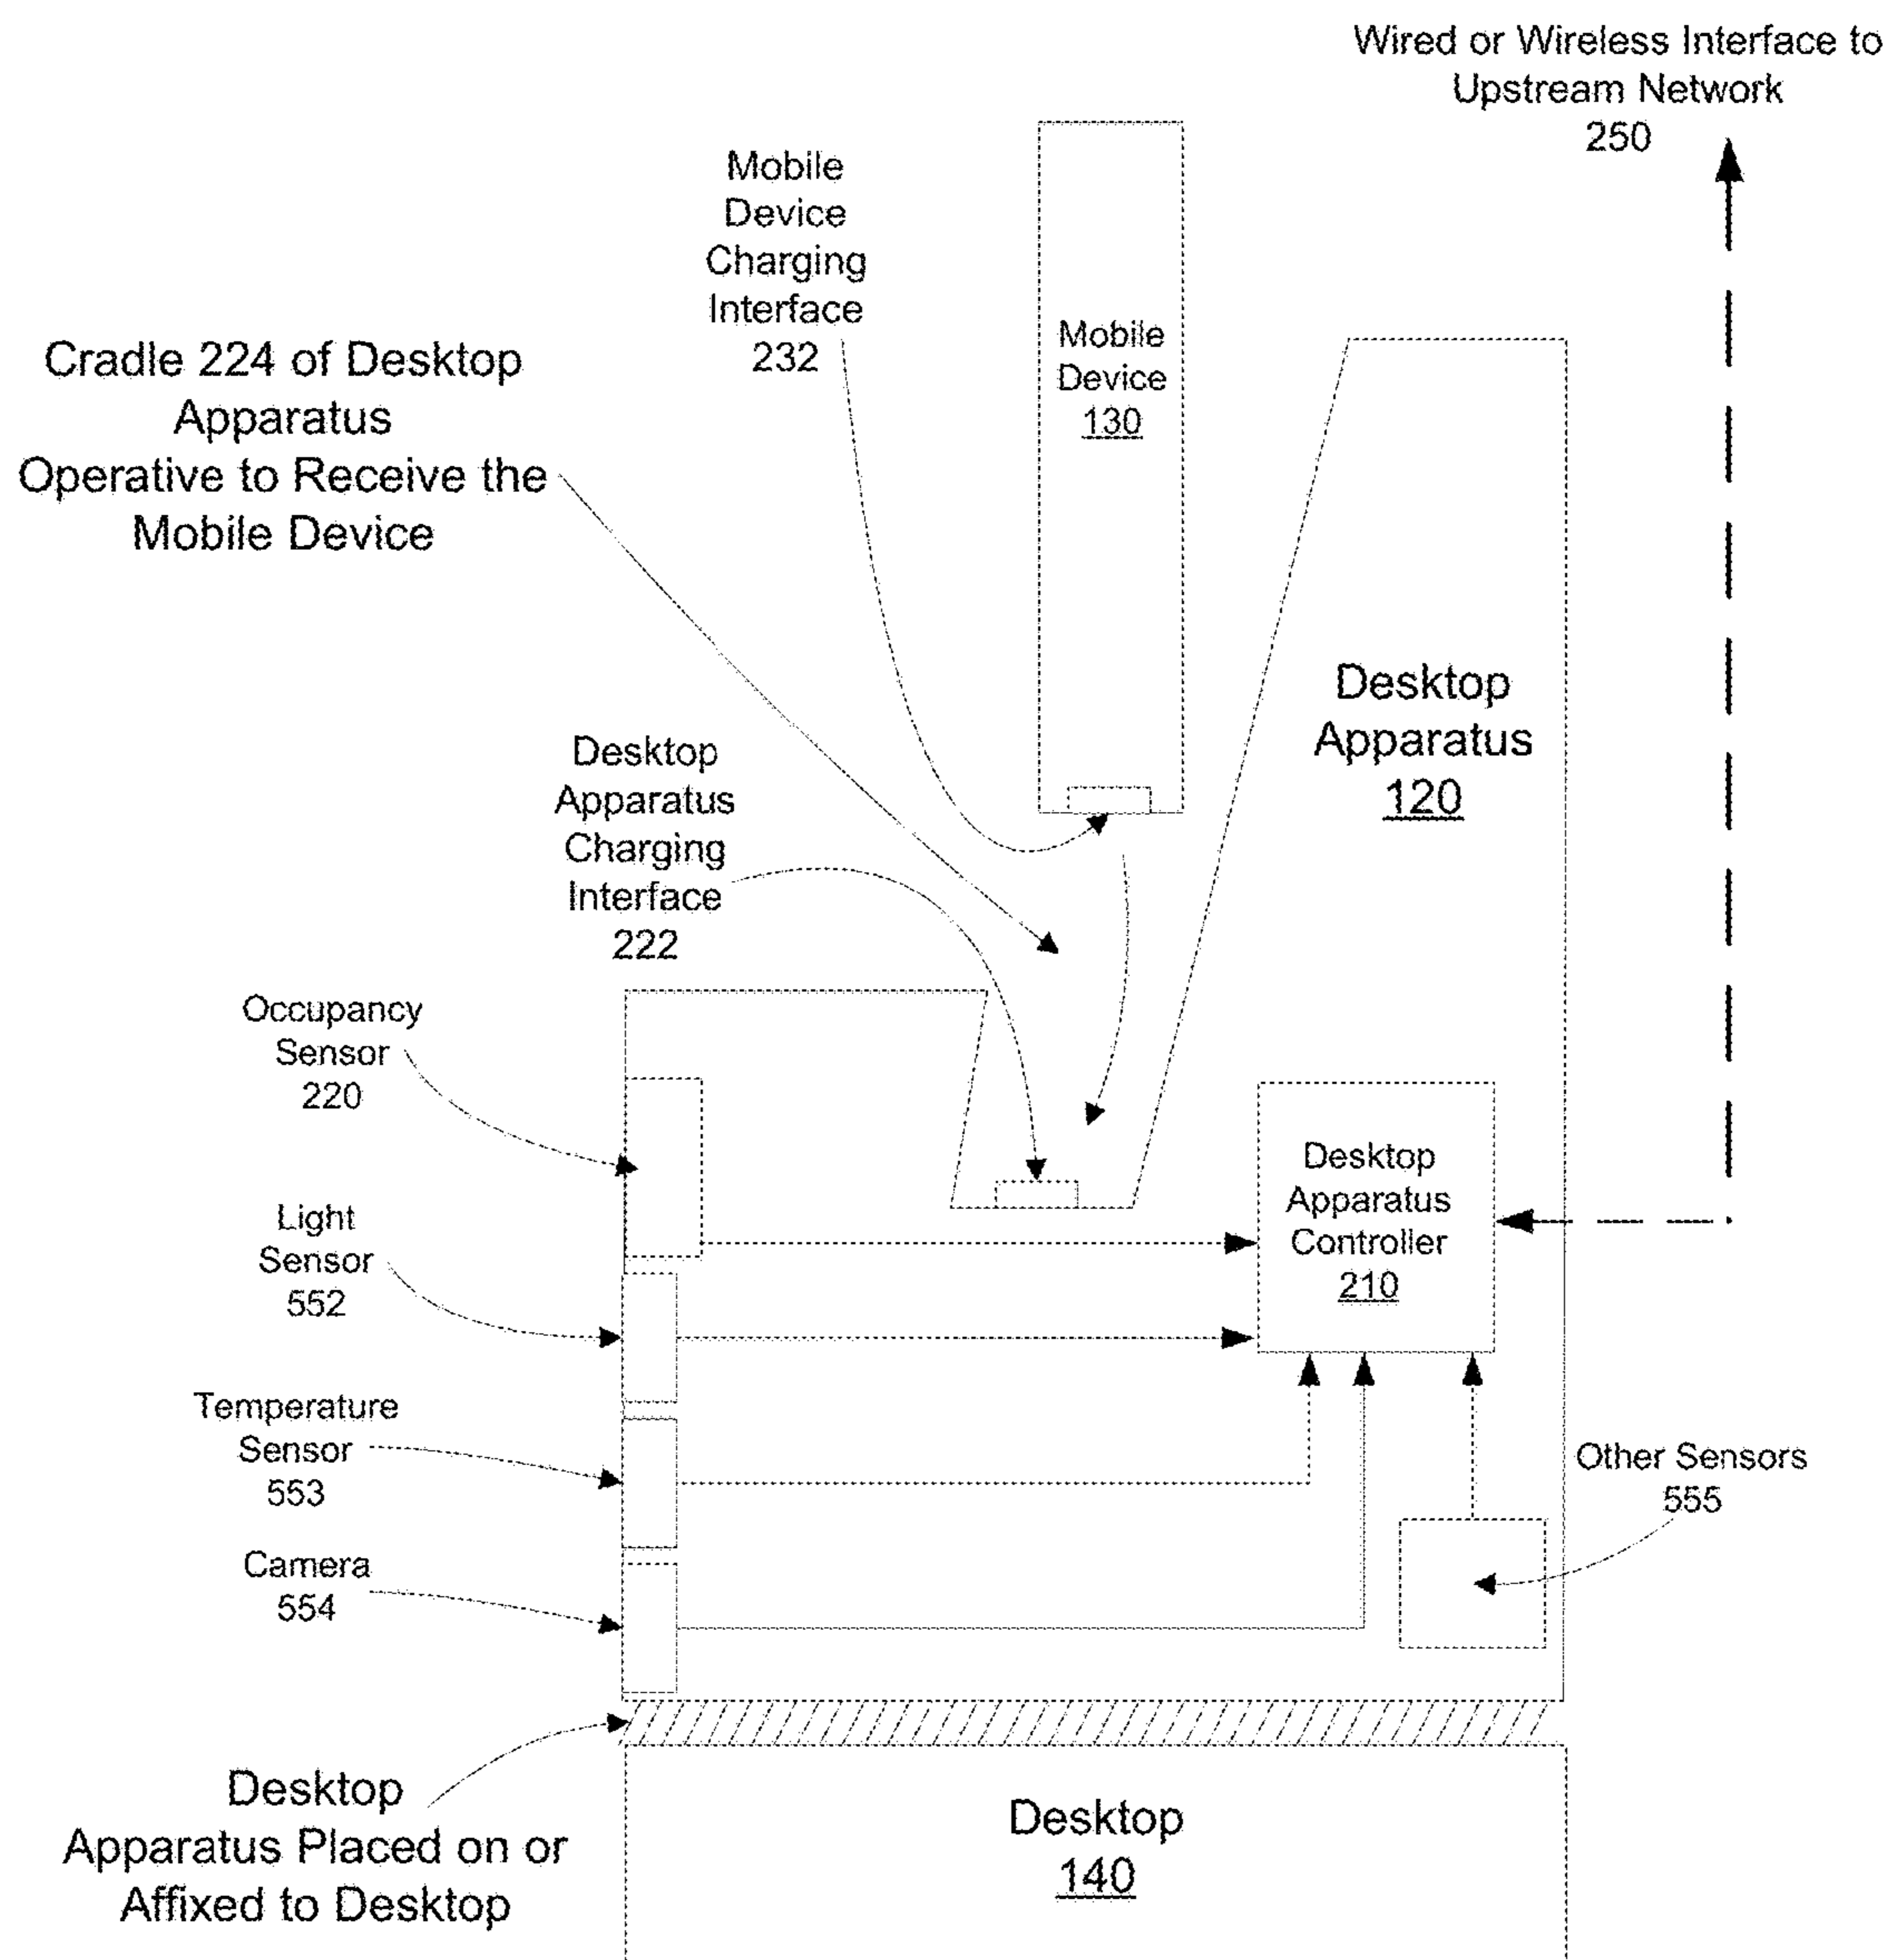 Wired or Wireless Interface to
Upstream Network
250
Mobile
Device
Charging
Interface
232
Mobile
Device
130
Cradle 224 of Desktop
Apparatus
Operative to Receive the
Mobile Device
Desktop
Apparatus
120
Desktop
Apparatus
Charging
Interface
222
Occupancy
Sensor
220
Desktop
Apparatus
Controller
210
Light
Sensor
552
Temperature
Sensor
553
Other Sensors
555
Camera
554
Desktop
Apparatus Placed on or
Affixed to Desktop
Desktop
140